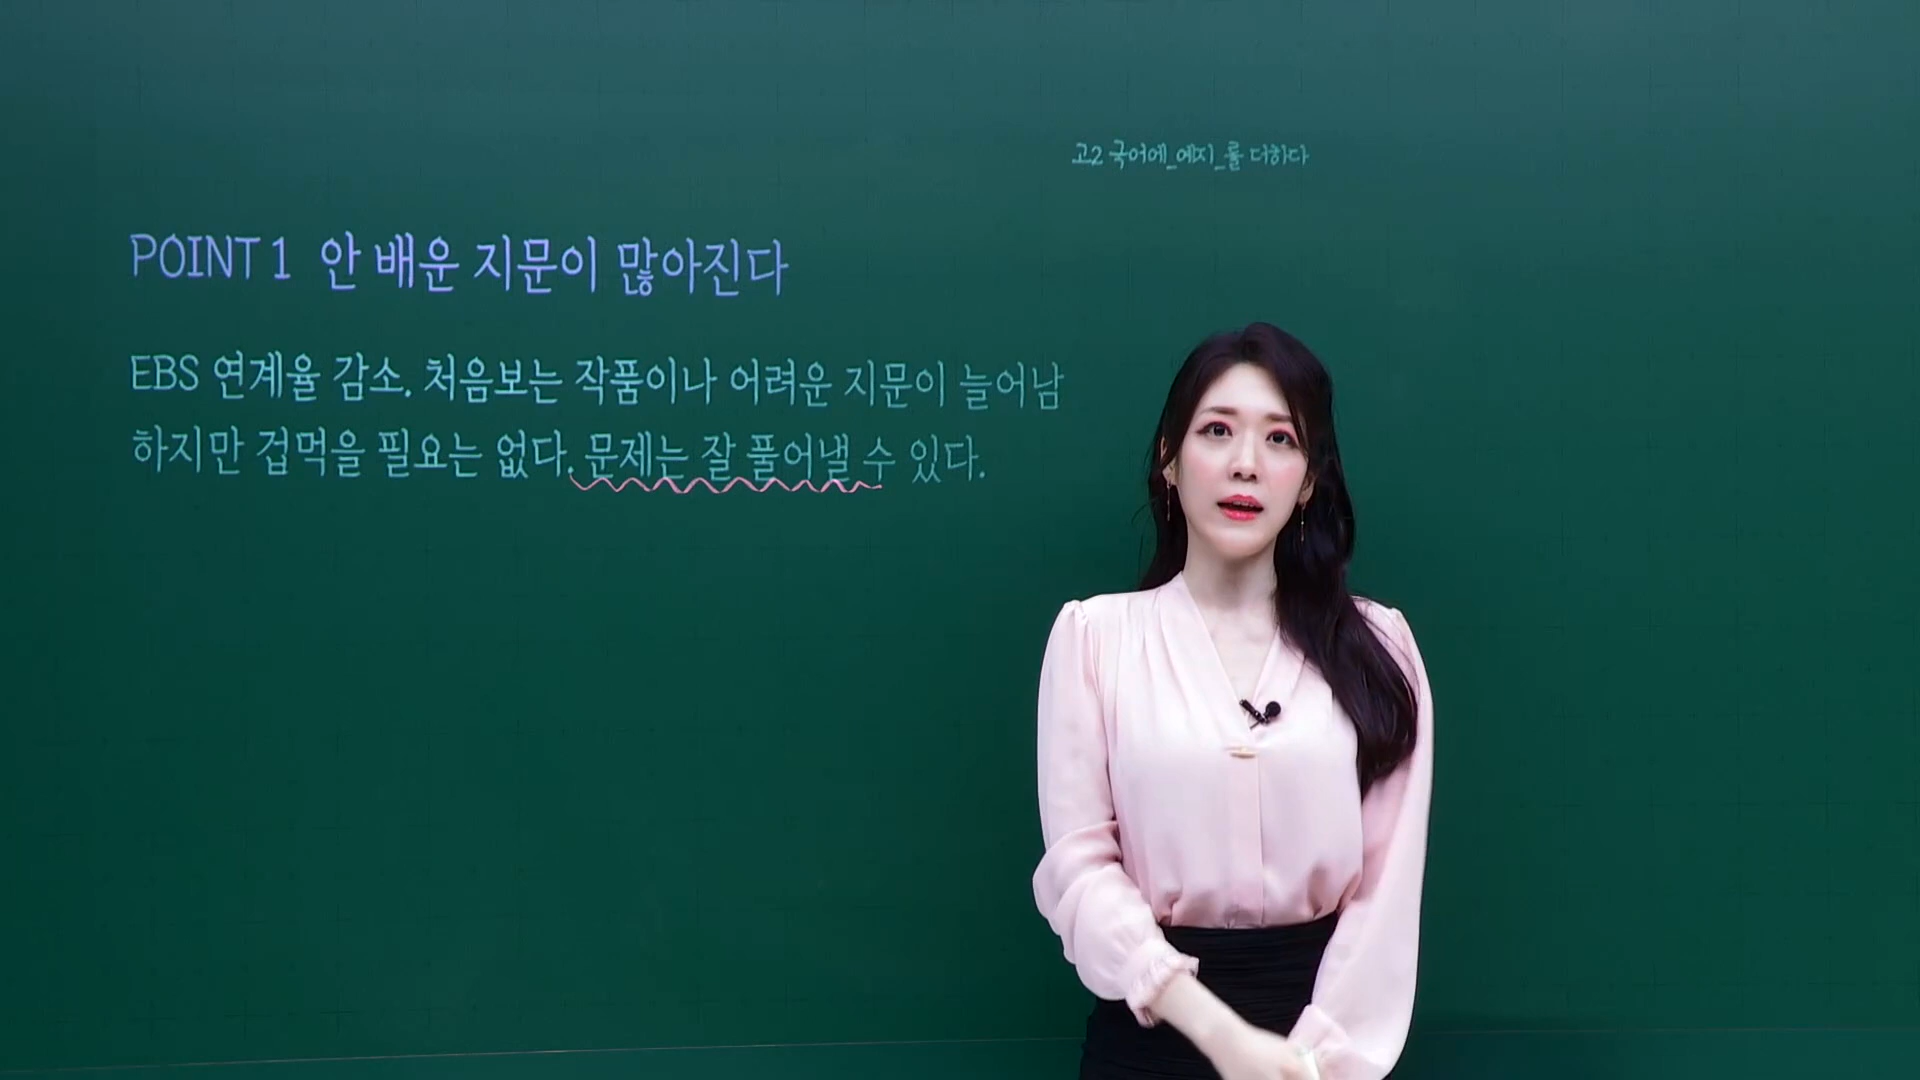 고2 국어에_예지_를 더하다
POINT 1 안 배운 지문이 많아진다
EBS 연계율 감소. 처음보는 작품이나 어려운 지문이 늘어남
하지만 겁먹을 필요는 없다. 문제는 잘 풀어낼 수 있다.